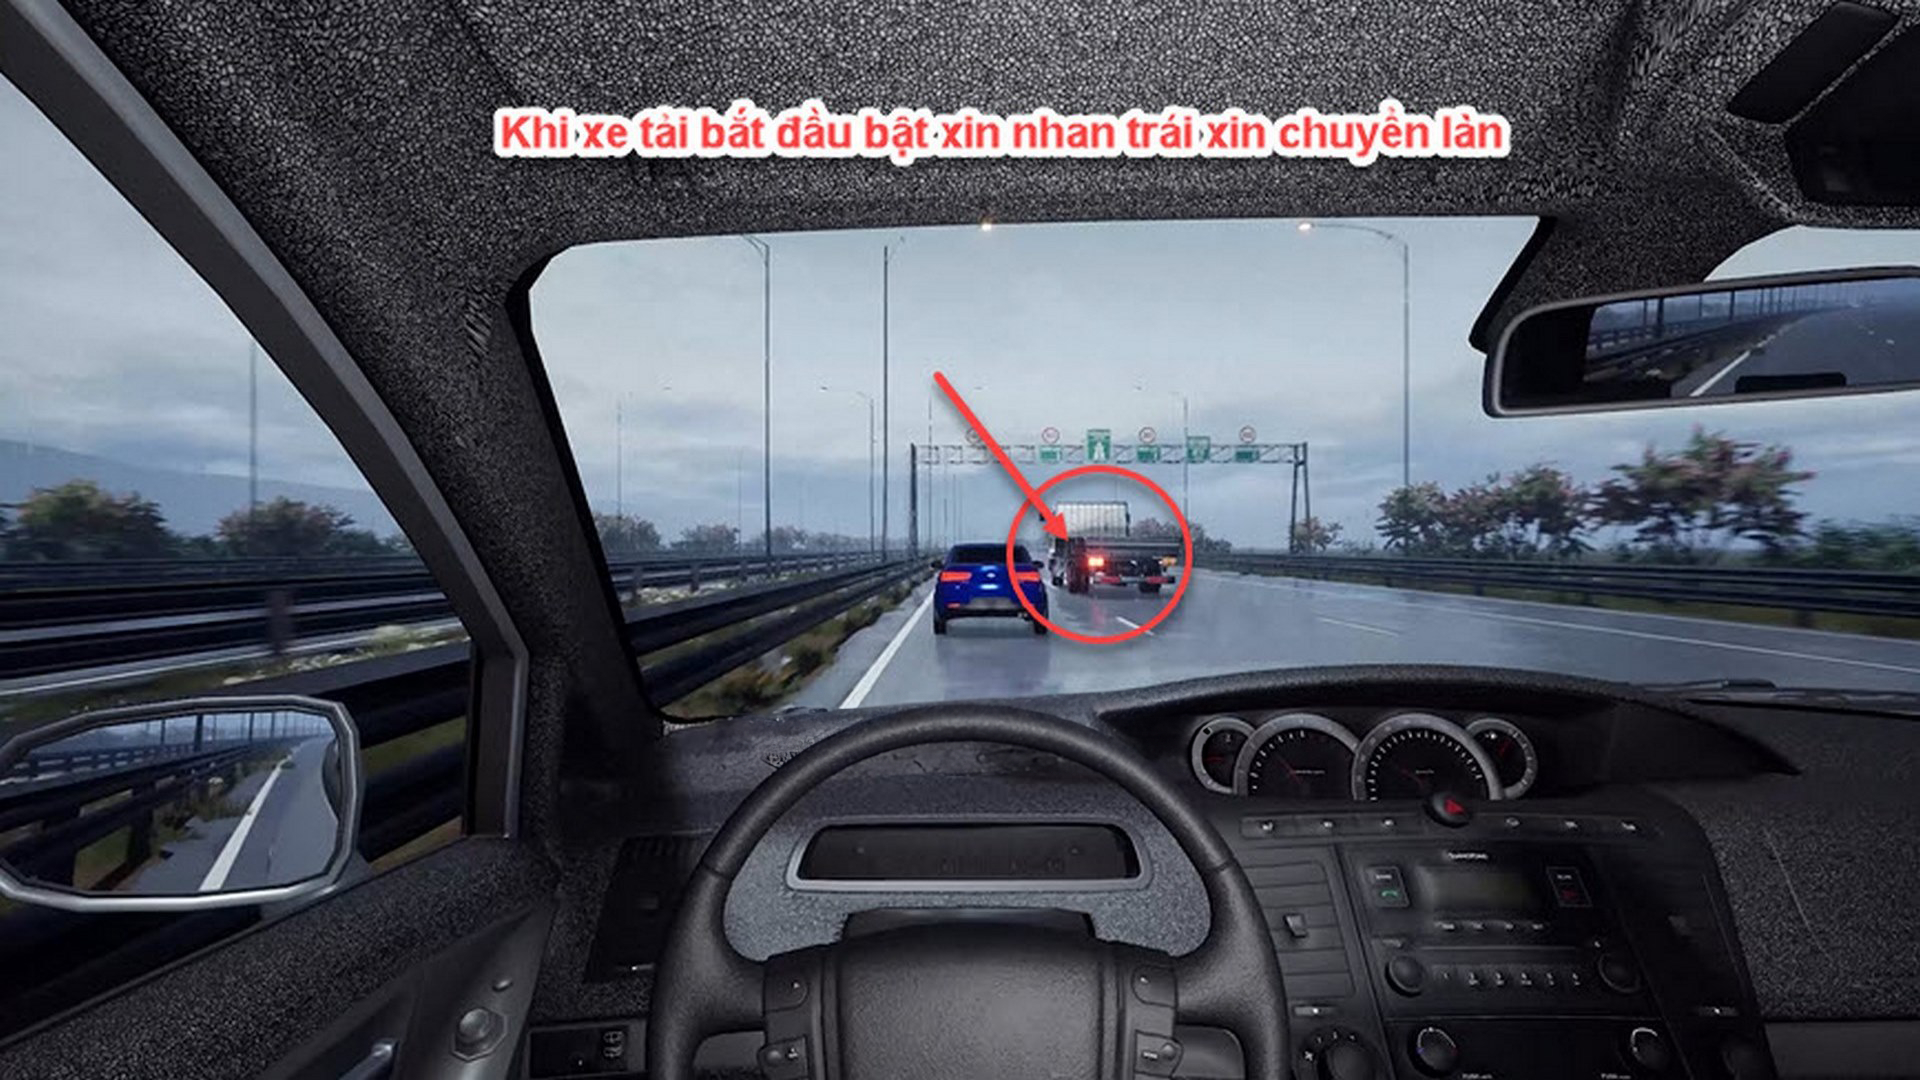 Khi xe tải bắt đầu bật xin nhan trái xin chuyển làn